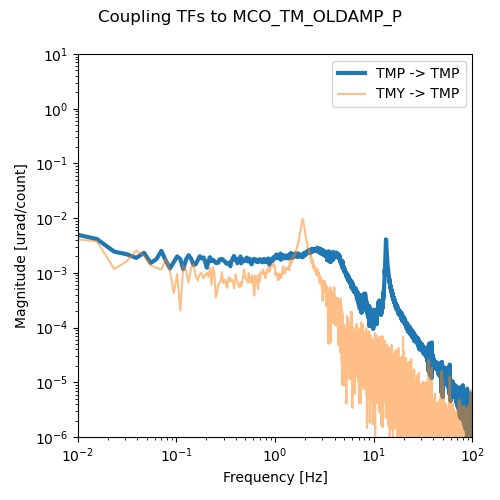 Coupling TFs to MCO_TM_OLDAMP_P
TMP -> TMP
TMY -> TMP
Magnitude [urad/count]
10^1
10^0
10^-1
10^-2
10^-3
10^-4
10^-5
10^-6
10^-2
10^-1
10^0
10^1
10^2
Frequency [Hz]